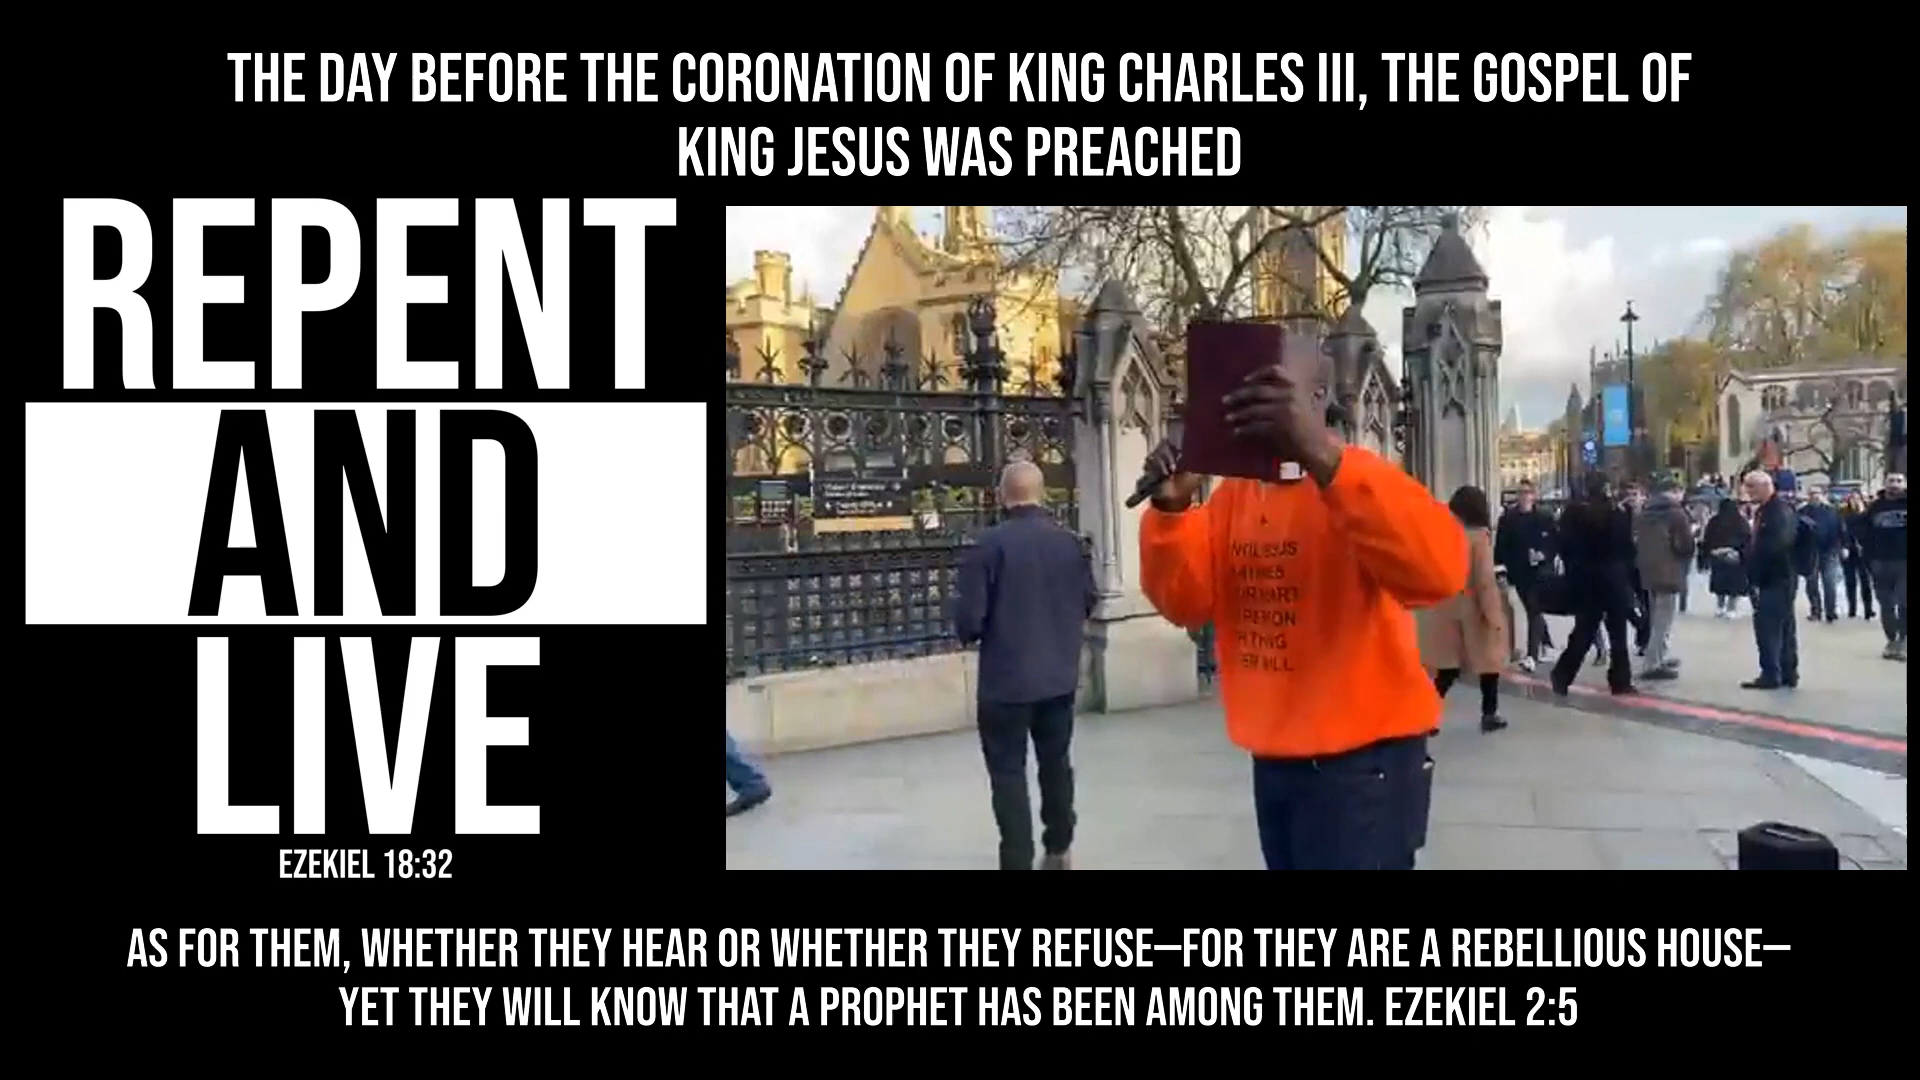 THE DAY BEFORE THE CORONATION OF KING CHARLES III, THE GOSPEL OF
KING JESUS WAS PREACHED
REPENT
AND
LIVE
EZEKIEL 18:32
AS FOR THEM, WHETHER THEY HEAR OR WHETHER THEY REFUSE—FOR THEY ARE A REBELLIOUS HOUSE—
YET THEY WILL KNOW THAT A PROPHET HAS BEEN AMONG THEM. EZEKIEL 2:5